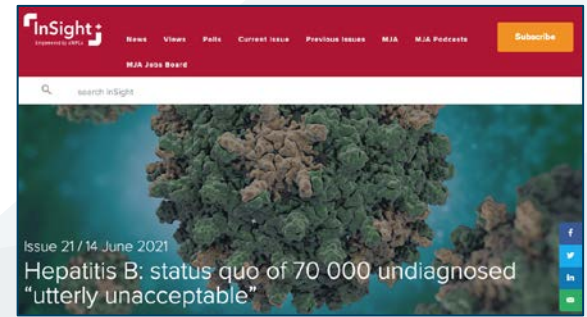 InSight+
News Views Polls Current Issue Previous Issues MJA MJA Podcasts
Subscribe
MJA Jobs Board
search inSight
Issue 21 / 14 June 2021
Hepatitis B: status quo of 70 000 undiagnosed
“utterly unacceptable”
f
in